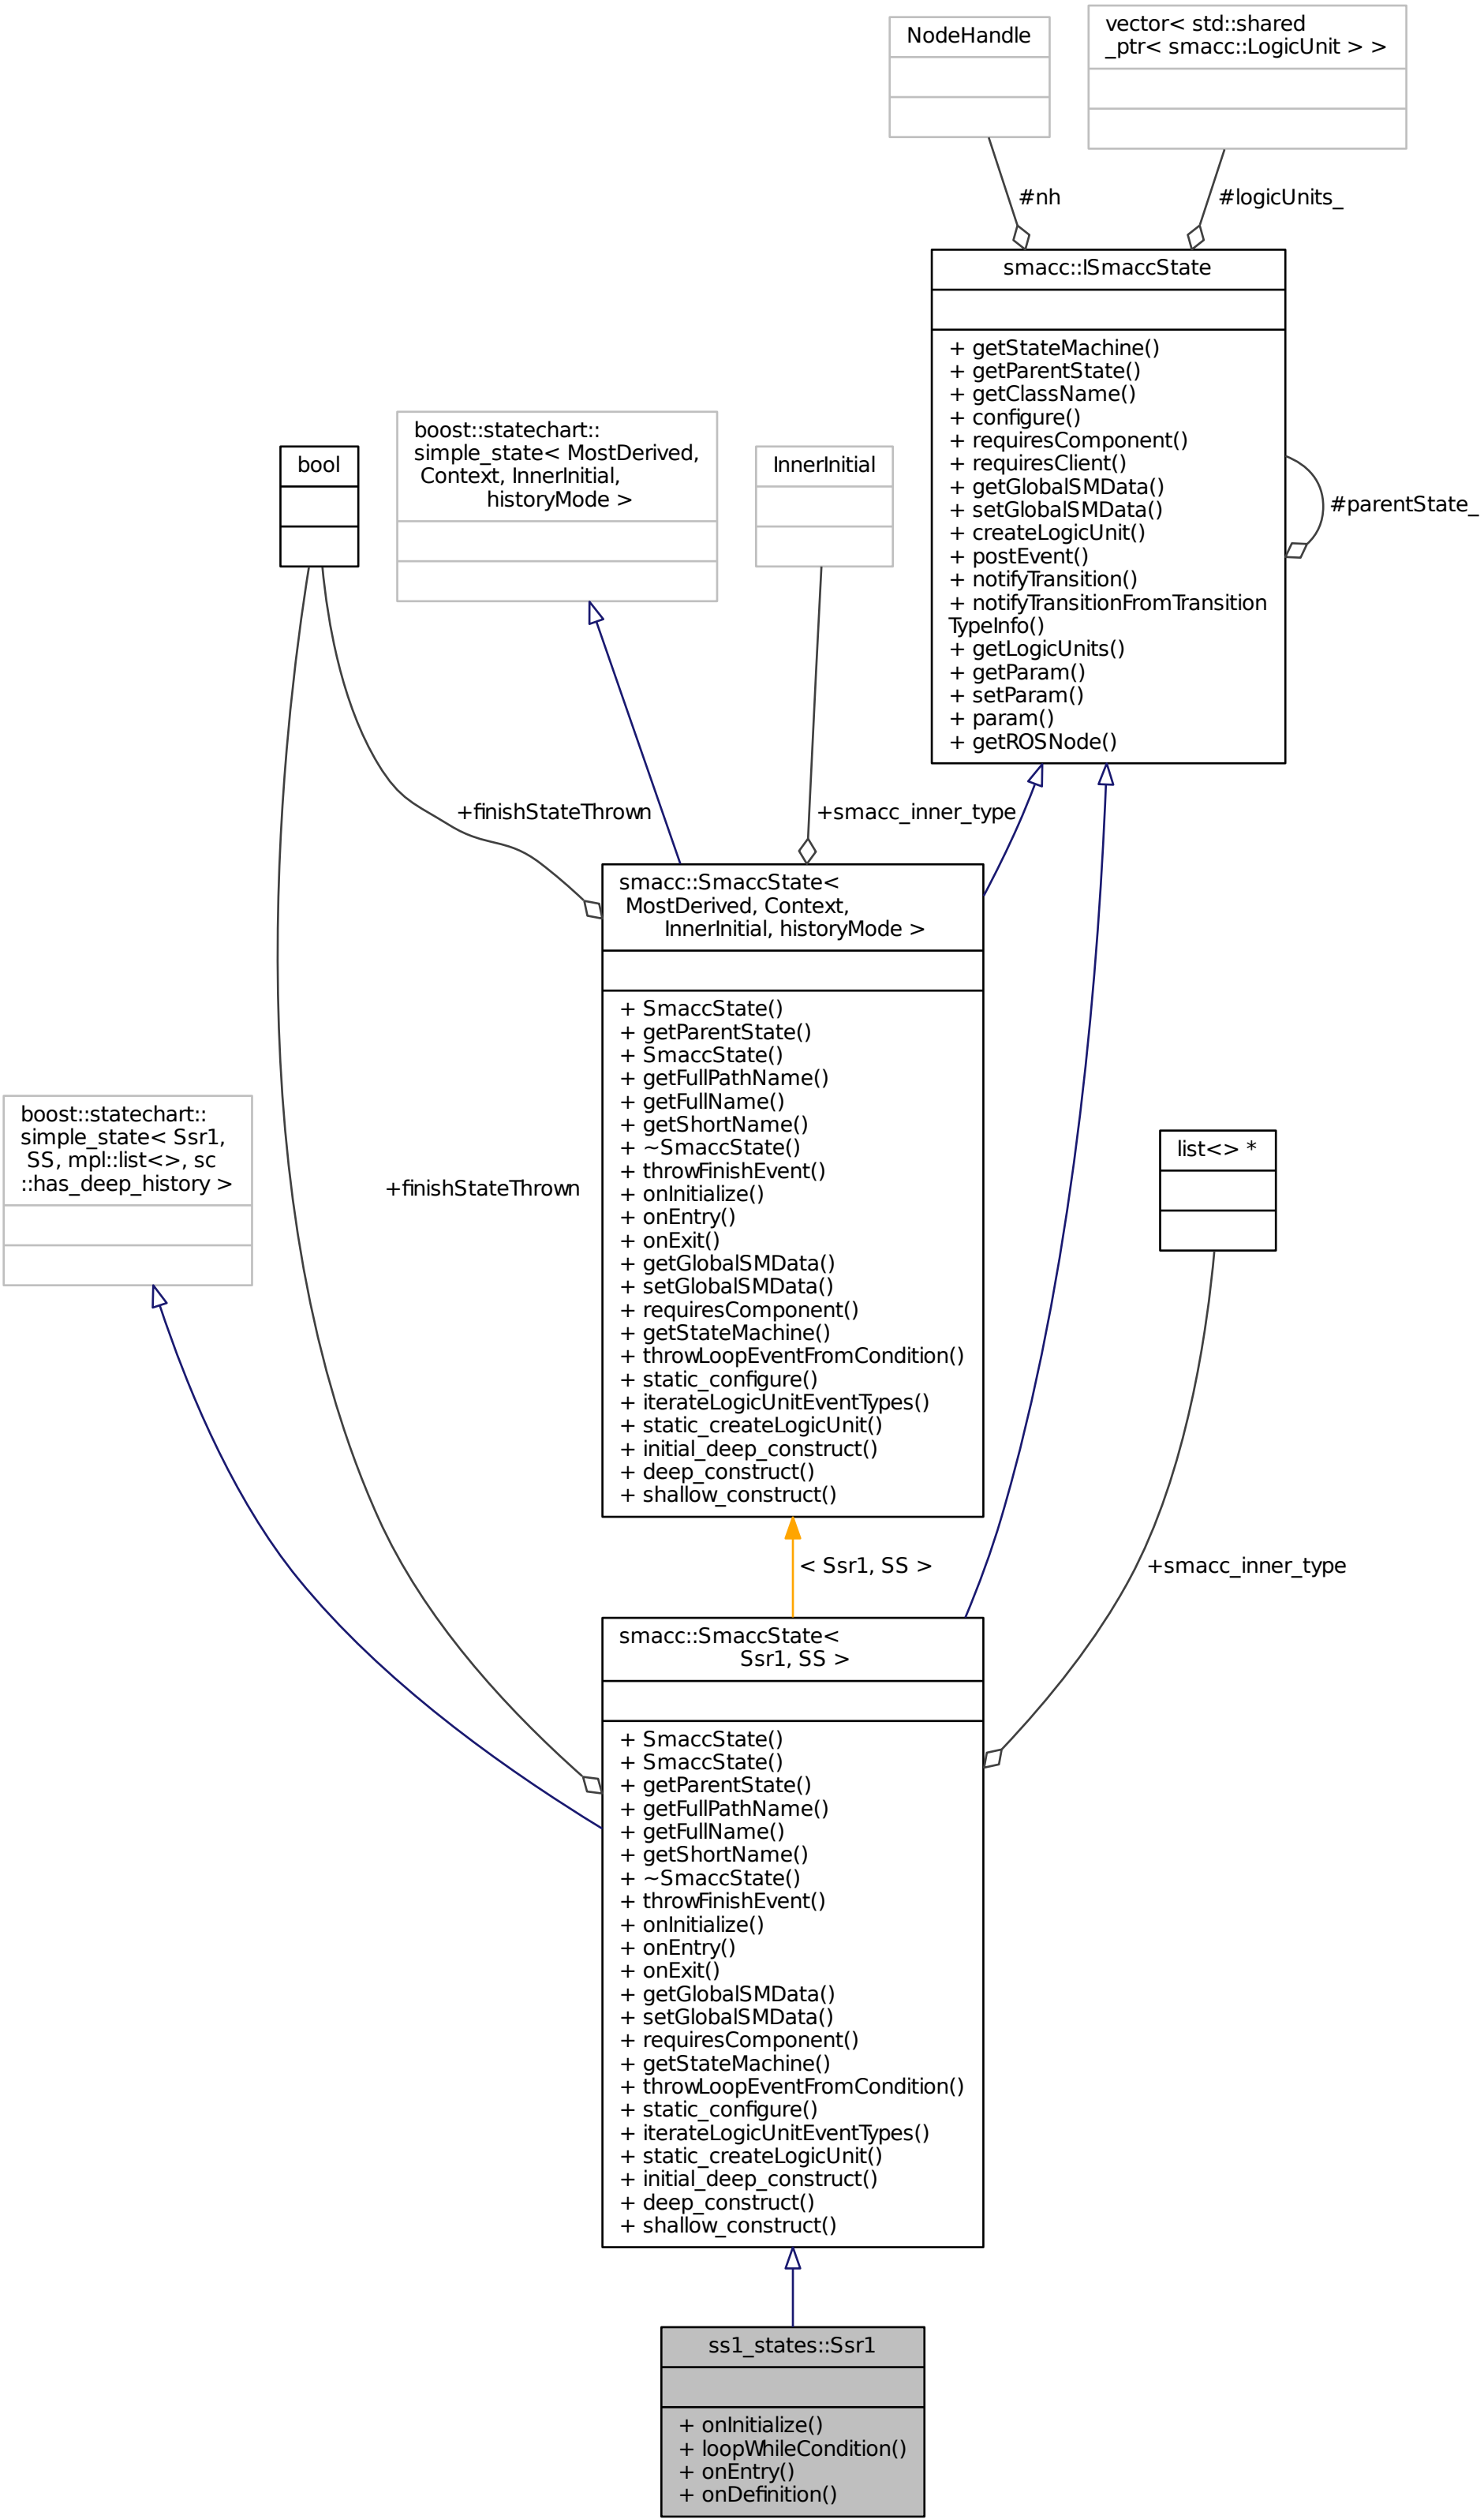 NodeHandle
vector< std::shared
_ptr< smacc::LogicUnit > >
#nh
#logicUnits_
smacc::ISmaccState
+ getStateMachine()
+ getParentState()
+ getClassName()
+ configure()
+ requiresComponent()
+ requiresClient()
+ getGlobalSMData()
+ setGlobalSMData()
+ createLogicUnit()
+ postEvent()
+ notifyTransition()
+ notifyTransitionFromTransition
TypeInfo()
+ getLogicUnits()
+ getParam()
+ setParam()
+ param()
+ getROSNode()
#parentState_
bool
boost::statechart::
simple_state< MostDerived,
Context, InnerInitial,
historyMode >
InnerInitial
+finishStateThrown
+smacc_inner_type
smacc::SmaccState<
MostDerived, Context,
InnerInitial, historyMode >
+ SmaccState()
+ getParentState()
+ SmaccState()
+ getFullPathName()
+ getFullName()
+ getShortName()
+ ~SmaccState()
+ throwFinishEvent()
+ onInitialize()
+ onEntry()
+ onExit()
+ getGlobalSMData()
+ setGlobalSMData()
+ requiresComponent()
+ getStateMachine()
+ throwLoopEventFromCondition()
+ static_configure()
+ iterateLogicUnitEventTypes()
+ static_createLogicUnit()
+ initial_deep_construct()
+ deep_construct()
+ shallow_construct()
boost::statechart::
simple_state< Ssr1,
SS, mpl::list<>, sc
::has_deep_history >
+finishStateThrown
list<> *
< Ssr1, SS >
+smacc_inner_type
smacc::SmaccState<
Ssr1, SS >
+ SmaccState()
+ SmaccState()
+ getParentState()
+ getFullPathName()
+ getFullName()
+ getShortName()
+ ~SmaccState()
+ throwFinishEvent()
+ onInitialize()
+ onEntry()
+ onExit()
+ getGlobalSMData()
+ setGlobalSMData()
+ requiresComponent()
+ getStateMachine()
+ throwLoopEventFromCondition()
+ static_configure()
+ iterateLogicUnitEventTypes()
+ static_createLogicUnit()
+ initial_deep_construct()
+ deep_construct()
+ shallow_construct()
ss1_states::Ssr1
+ onInitialize()
+ loopWhileCondition()
+ onEntry()
+ onDefinition()